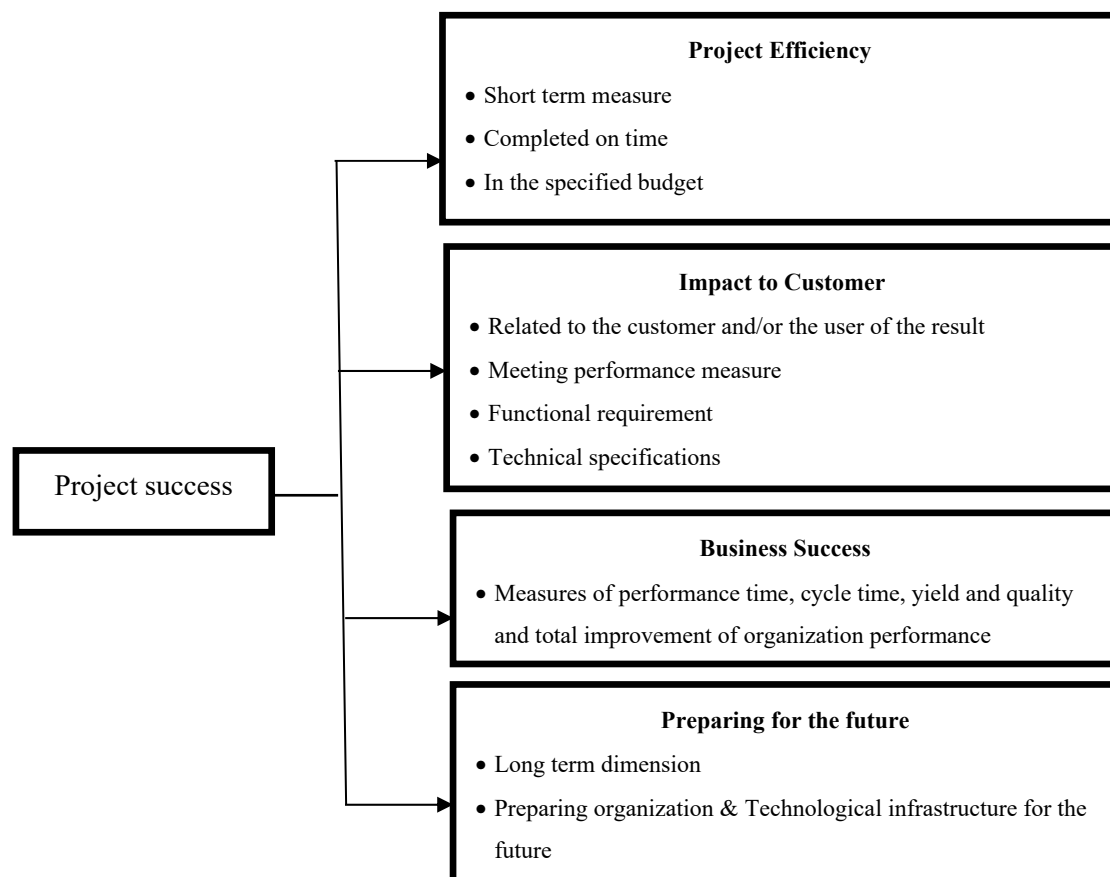 Project Efficiency
• Short term measure
• Completed on time
• In the specified budget
Impact to Customer
• Related to the customer and/or the user of the result
• Meeting performance measure
• Functional requirement
• Technical specifications
Project success
Business Success
• Measures of performance time, cycle time, yield and quality
and total improvement of organization performance
Preparing for the future
• Long term dimension
• Preparing organization & Technological infrastructure for the
future